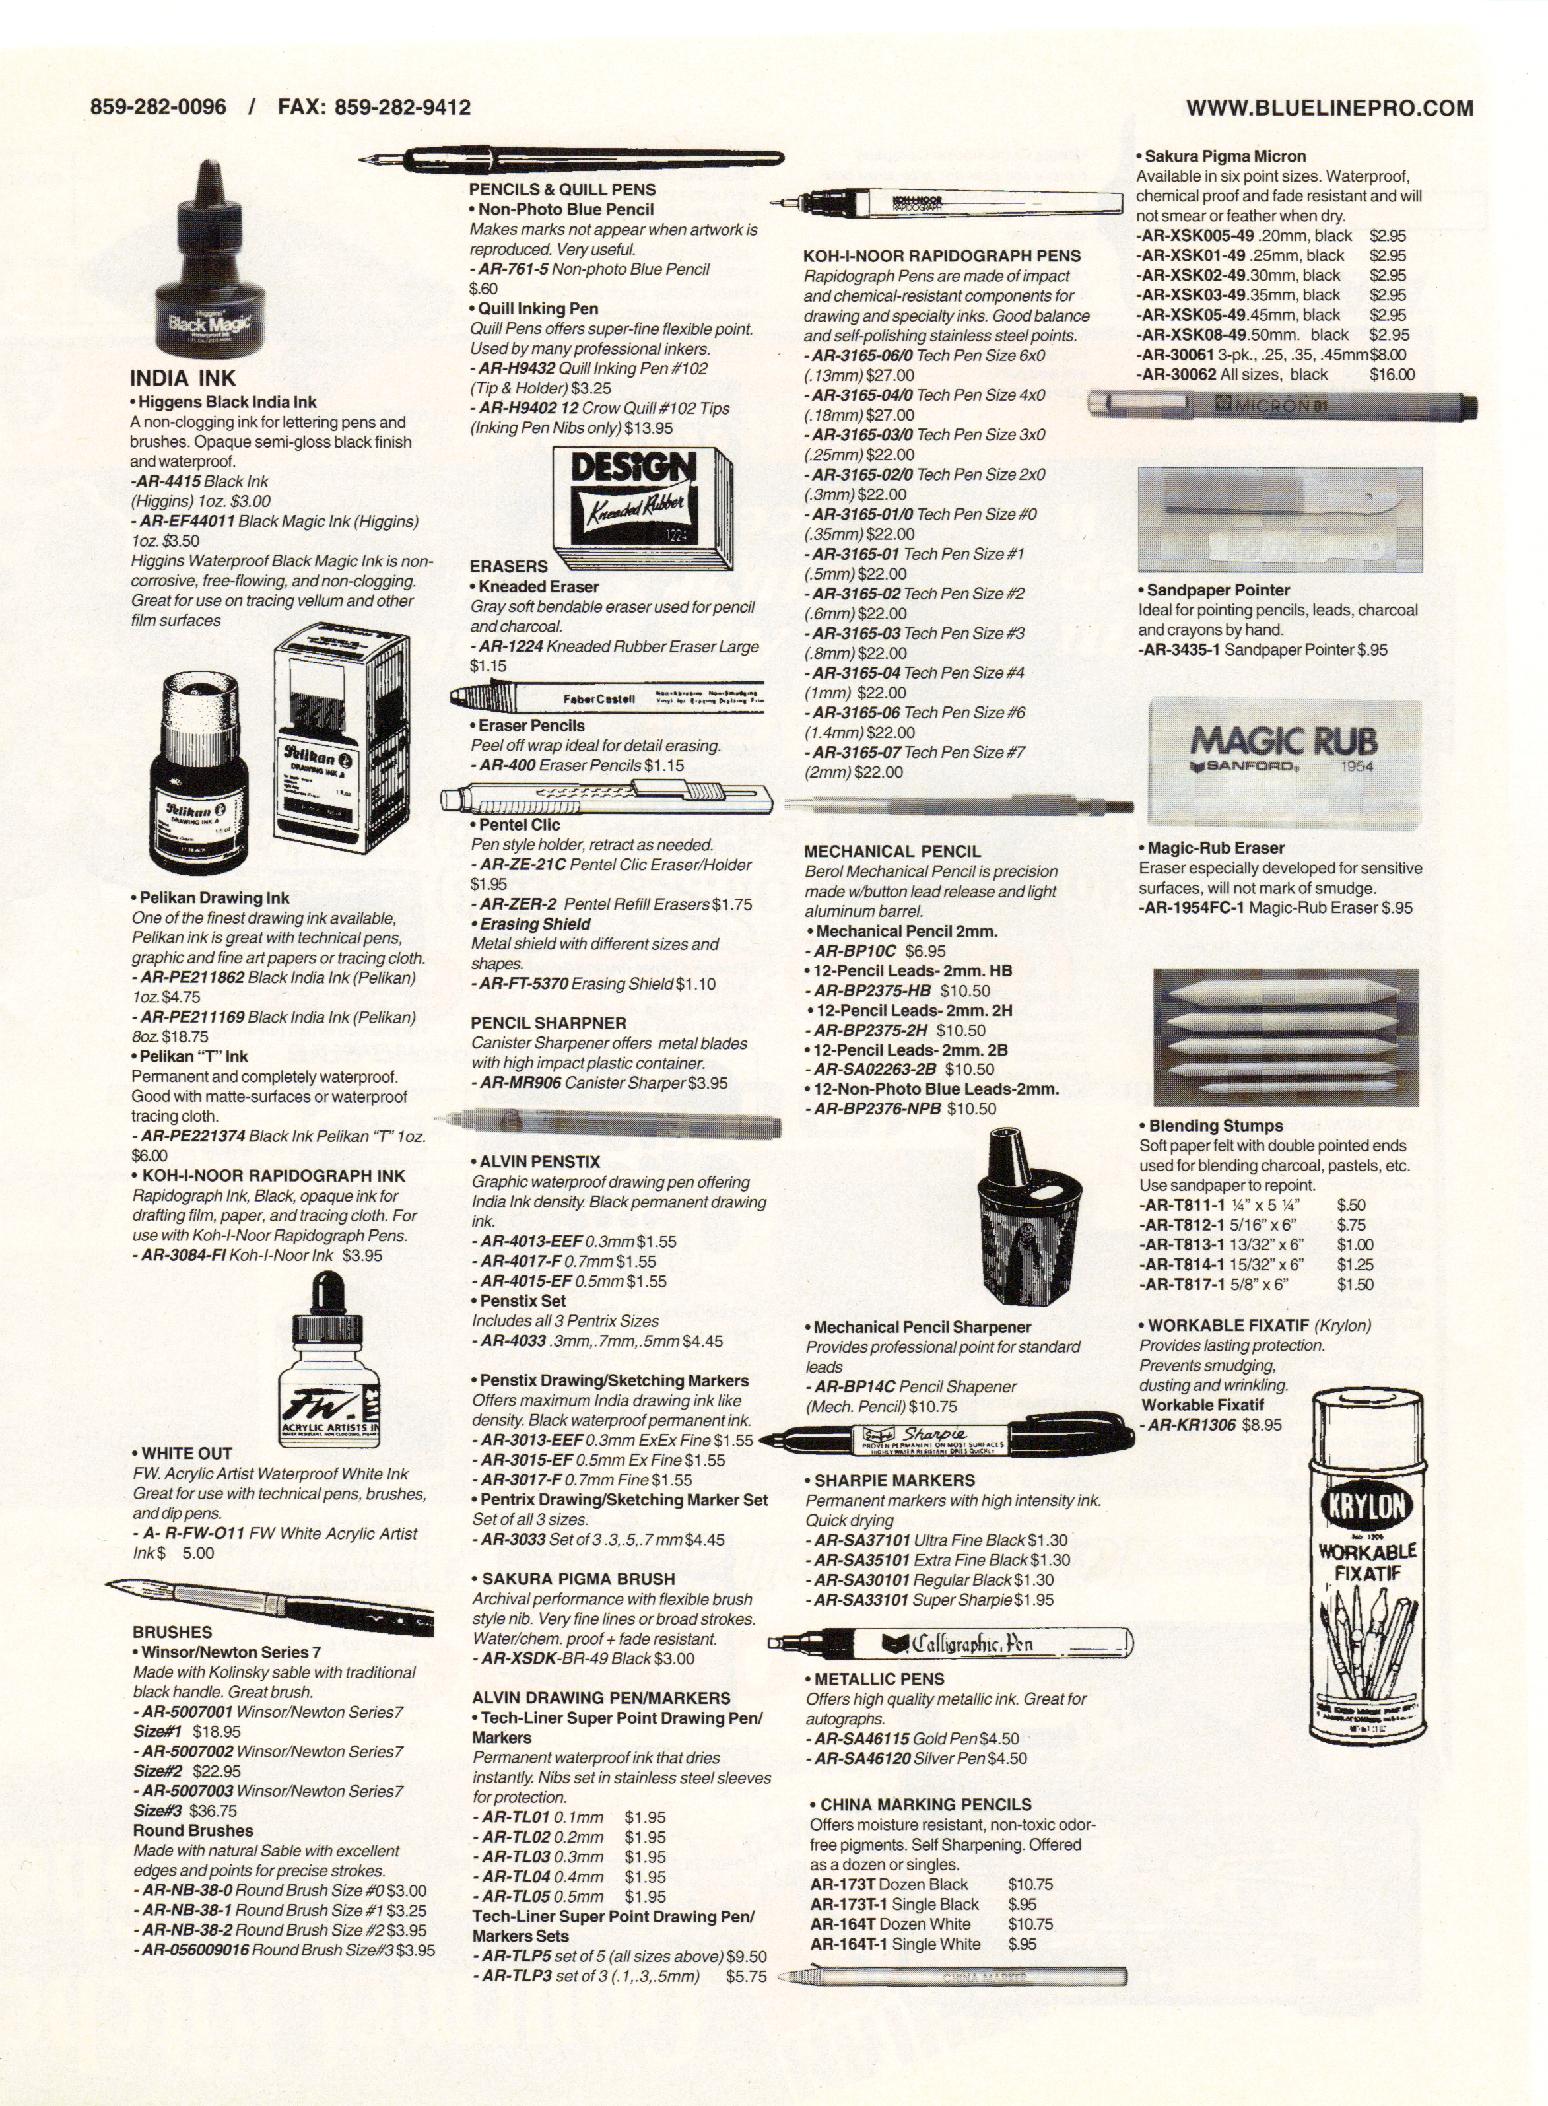 859-282-0096 / FAX: 859-282-9412
WWW.BLUELINEPRO.COM
Black Magic
INDIA INK
• Higgens Black India Ink
A non-clogging ink for lettering pens and
brushes. Opaque semi-gloss black finish
and waterproof.
-AR-4415 Black Ink
(Higgins) 1oz. $3.00
- AR-EF44011 Black Magic Ink (Higgins)
1oz. $3.50
Higgins Waterproof Black Magic Ink is non-
corrosive, free-flowing, and non-clogging.
Great for use on tracing vellum and other
film surfaces
Pelikan
DRAWING INK A
Pelikan
DRAWING INK A
• Pelikan Drawing Ink
One of the finest drawing ink available,
Pelikan ink is great with technical pens,
graphic and fine art papers or tracing cloth.
- AR-PE211862 Black India Ink (Pelikan)
1oz. $4.75
- AR-PE211169 Black India Ink (Pelikan)
8oz. $18.75
• Pelikan "T" Ink
Permanent and completely waterproof.
Good with matte-surfaces or waterproof
tracing cloth.
- AR-PE221374 Black Ink Pelikan "T" 1oz.
$6.00
• KOH-I-NOOR RAPIDOGRAPH INK
Rapidograph Ink, Black, opaque ink for
drafting film, paper, and tracing cloth. For
use with Koh-I-Noor Rapidograph Pens.
- AR-3084-FI Koh-I-Noor Ink $3.95
FW.
ACRYLIC ARTISTS IN
• WHITE OUT
FW. Acrylic Artist Waterproof White Ink
Great for use with technical pens, brushes,
and dip pens.
- A- R-FW-O11 FW White Acrylic Artist
Ink $ 5.00
BRUSHES
• Winsor/Newton Series 7
Made with Kolinsky sable with traditional
black handle. Great brush.
- AR-5007001 Winsor/Newton Series7
Size#1 $18.95
- AR-5007002 Winsor/Newton Series7
Size#2 $22.95
- AR-5007003 Winsor/Newton Series7
Size#3 $36.75
Round Brushes
Made with natural Sable with excellent
edges and points for precise strokes.
- AR-NB-38-0 Round Brush Size #0 $3.00
- AR-NB-38-1 Round Brush Size #1 $3.25
- AR-NB-38-2 Round Brush Size #2 $3.95
- AR-056009016 Round Brush Size#3 $3.95
PENCILS & QUILL PENS
• Non-Photo Blue Pencil
Makes marks not appear when artwork is
reproduced. Very useful.
- AR-761-5 Non-photo Blue Pencil
$.60
• Quill Inking Pen
Quill Pens offers super-fine flexible point.
Used by many professional inkers.
- AR-H9432 Quill Inking Pen #102
(Tip & Holder) $3.25
- AR-H9402 12 Crow Quill #102 Tips
(Inking Pen Nibs only) $13.95
DESIGN
Kneaded Rubber
1224
ERASERS
• Kneaded Eraser
Gray soft bendable eraser used for pencil
and charcoal.
- AR-1224 Kneaded Rubber Eraser Large
$1.15
Faber Castell
• Eraser Pencils
Peel off wrap ideal for detail erasing.
- AR-400 Eraser Pencils $1.15
• Pentel Clic
Pen style holder, retract as needed.
- AR-ZE-21C Pentel Clic Eraser/Holder
$1.95
- AR-ZER-2 Pentel Refill Erasers $1.75
• Erasing Shield
Metal shield with different sizes and
shapes.
- AR-FT-5370 Erasing Shield $1.10
PENCIL SHARPNER
Canister Sharpener offers metal blades
with high impact plastic container.
- AR-MR906 Canister Sharper $3.95
• ALVIN PENSTIX
Graphic waterproof drawing pen offering
India Ink density. Black permanent drawing
ink.
- AR-4013-EEF 0.3mm $1.55
- AR-4017-F 0.7mm $1.55
- AR-4015-EF 0.5mm $1.55
• Penstix Set
Includes all 3 Pentrix Sizes
- AR-4033 .3mm,.7mm,.5mm $4.45
• Penstix Drawing/Sketching Markers
Offers maximum India drawing ink like
density. Black waterproof permanent ink.
- AR-3013-EEF 0.3mm ExEx Fine $1.55
- AR-3015-EF 0.5mm Ex Fine $1.55
- AR-3017-F 0.7mm Fine $1.55
• Pentrix Drawing/Sketching Marker Set
Set of all 3 sizes.
- AR-3033 Set of 3 .3,.5,.7 mm $4.45
• SAKURA PIGMA BRUSH
Archival performance with flexible brush
style nib. Very fine lines or broad strokes.
Water/chem. proof + fade resistant.
- AR-XSDK-BR-49 Black $3.00
ALVIN DRAWING PEN/MARKERS
• Tech-Liner Super Point Drawing Pen/
Markers
Permanent waterproof ink that dries
instantly. Nibs set in stainless steel sleeves
for protection.
- AR-TL01 0.1mm $1.95
- AR-TL02 0.2mm $1.95
- AR-TL03 0.3mm $1.95
- AR-TL04 0.4mm $1.95
- AR-TL05 0.5mm $1.95
Tech-Liner Super Point Drawing Pen/
Markers Sets
- AR-TLP5 set of 5 (all sizes above) $9.50
- AR-TLP3 set of 3 (.1,.3,.5mm) $5.75
KOH-I-NOOR
RAPIDOGRAPH
KOH-I-NOOR RAPIDOGRAPH PENS
Rapidograph Pens are made of impact
and chemical-resistant components for
drawing and specialty inks. Good balance
and self-polishing stainless steel points.
- AR-3165-06/0 Tech Pen Size 6x0
(.13mm) $27.00
- AR-3165-04/0 Tech Pen Size 4x0
(.18mm) $27.00
- AR-3165-03/0 Tech Pen Size 3x0
(.25mm) $22.00
- AR-3165-02/0 Tech Pen Size 2x0
(.3mm) $22.00
- AR-3165-01/0 Tech Pen Size #0
(.35mm) $22.00
- AR-3165-01 Tech Pen Size #1
(.5mm) $22.00
- AR-3165-02 Tech Pen Size #2
(.6mm) $22.00
- AR-3165-03 Tech Pen Size #3
(.8mm) $22.00
- AR-3165-04 Tech Pen Size #4
(1mm) $22.00
- AR-3165-06 Tech Pen Size #6
(1.4mm) $22.00
- AR-3165-07 Tech Pen Size #7
(2mm) $22.00
MECHANICAL PENCIL
Berol Mechanical Pencil is precision
made w/button lead release and light
aluminum barrel.
• Mechanical Pencil 2mm.
- AR-BP10C $6.95
• 12-Pencil Leads- 2mm. HB
- AR-BP2375-HB $10.50
• 12-Pencil Leads- 2mm. 2H
- AR-BP2375-2H $10.50
• 12-Pencil Leads- 2mm. 2B
- AR-SA02263-2B $10.50
• 12-Non-Photo Blue Leads-2mm.
- AR-BP2376-NPB $10.50
• Mechanical Pencil Sharpener
Provides professional point for standard
leads
- AR-BP14C Pencil Shapener
(Mech. Pencil) $10.75
Sharpie
PROVEN PERMANENT ON MOST SURFACES
HIGHLY WATER RESISTANT DRIES QUICKLY
• SHARPIE MARKERS
Permanent markers with high intensity ink.
Quick drying
- AR-SA37101 Ultra Fine Black $1.30
- AR-SA35101 Extra Fine Black $1.30
- AR-SA30101 Regular Black $1.30
- AR-SA33101 Super Sharpie $1.95
Calligraphic Pen
• METALLIC PENS
Offers high quality metallic ink. Great for
autographs.
- AR-SA46115 Gold Pen $4.50
- AR-SA46120 Silver Pen $4.50
• CHINA MARKING PENCILS
Offers moisture resistant, non-toxic odor-
free pigments. Self Sharpening. Offered
as a dozen or singles.
AR-173T Dozen Black $10.75
AR-173T-1 Single Black $.95
AR-164T Dozen White $10.75
AR-164T-1 Single White $.95
CHINA MARKER
• Sakura Pigma Micron
Available in six point sizes. Waterproof,
chemical proof and fade resistant and will
not smear or feather when dry.
-AR-XSK005-49 .20mm, black $2.95
-AR-XSK01-49 .25mm, black $2.95
-AR-XSK02-49 .30mm, black $2.95
-AR-XSK03-49 .35mm, black $2.95
-AR-XSK05-49 .45mm, black $2.95
-AR-XSK08-49 .50mm. black $2.95
-AR-30061 3-pk., .25, .35, .45mm $8.00
-AR-30062 All sizes, black $16.00
MICRON 01
• Sandpaper Pointer
Ideal for pointing pencils, leads, charcoal
and crayons by hand.
-AR-3435-1 Sandpaper Pointer $.95
MAGIC RUB
SANFORD® 1954
• Magic-Rub Eraser
Eraser especially developed for sensitive
surfaces, will not mark of smudge.
-AR-1954FC-1 Magic-Rub Eraser $.95
• Blending Stumps
Soft paper felt with double pointed ends
used for blending charcoal, pastels, etc.
Use sandpaper to repoint.
-AR-T811-1 ¼" x 5 ¼" $.50
-AR-T812-1 5/16" x 6" $.75
-AR-T813-1 13/32" x 6" $1.00
-AR-T814-1 15/32" x 6" $1.25
-AR-T817-1 5/8" x 6" $1.50
• WORKABLE FIXATIF (Krylon)
Provides lasting protection.
Prevents smudging,
dusting and wrinkling.
Workable Fixatif
- AR-KR1306 $8.95
KRYLON
No. 1306
WORKABLE
FIXATIF